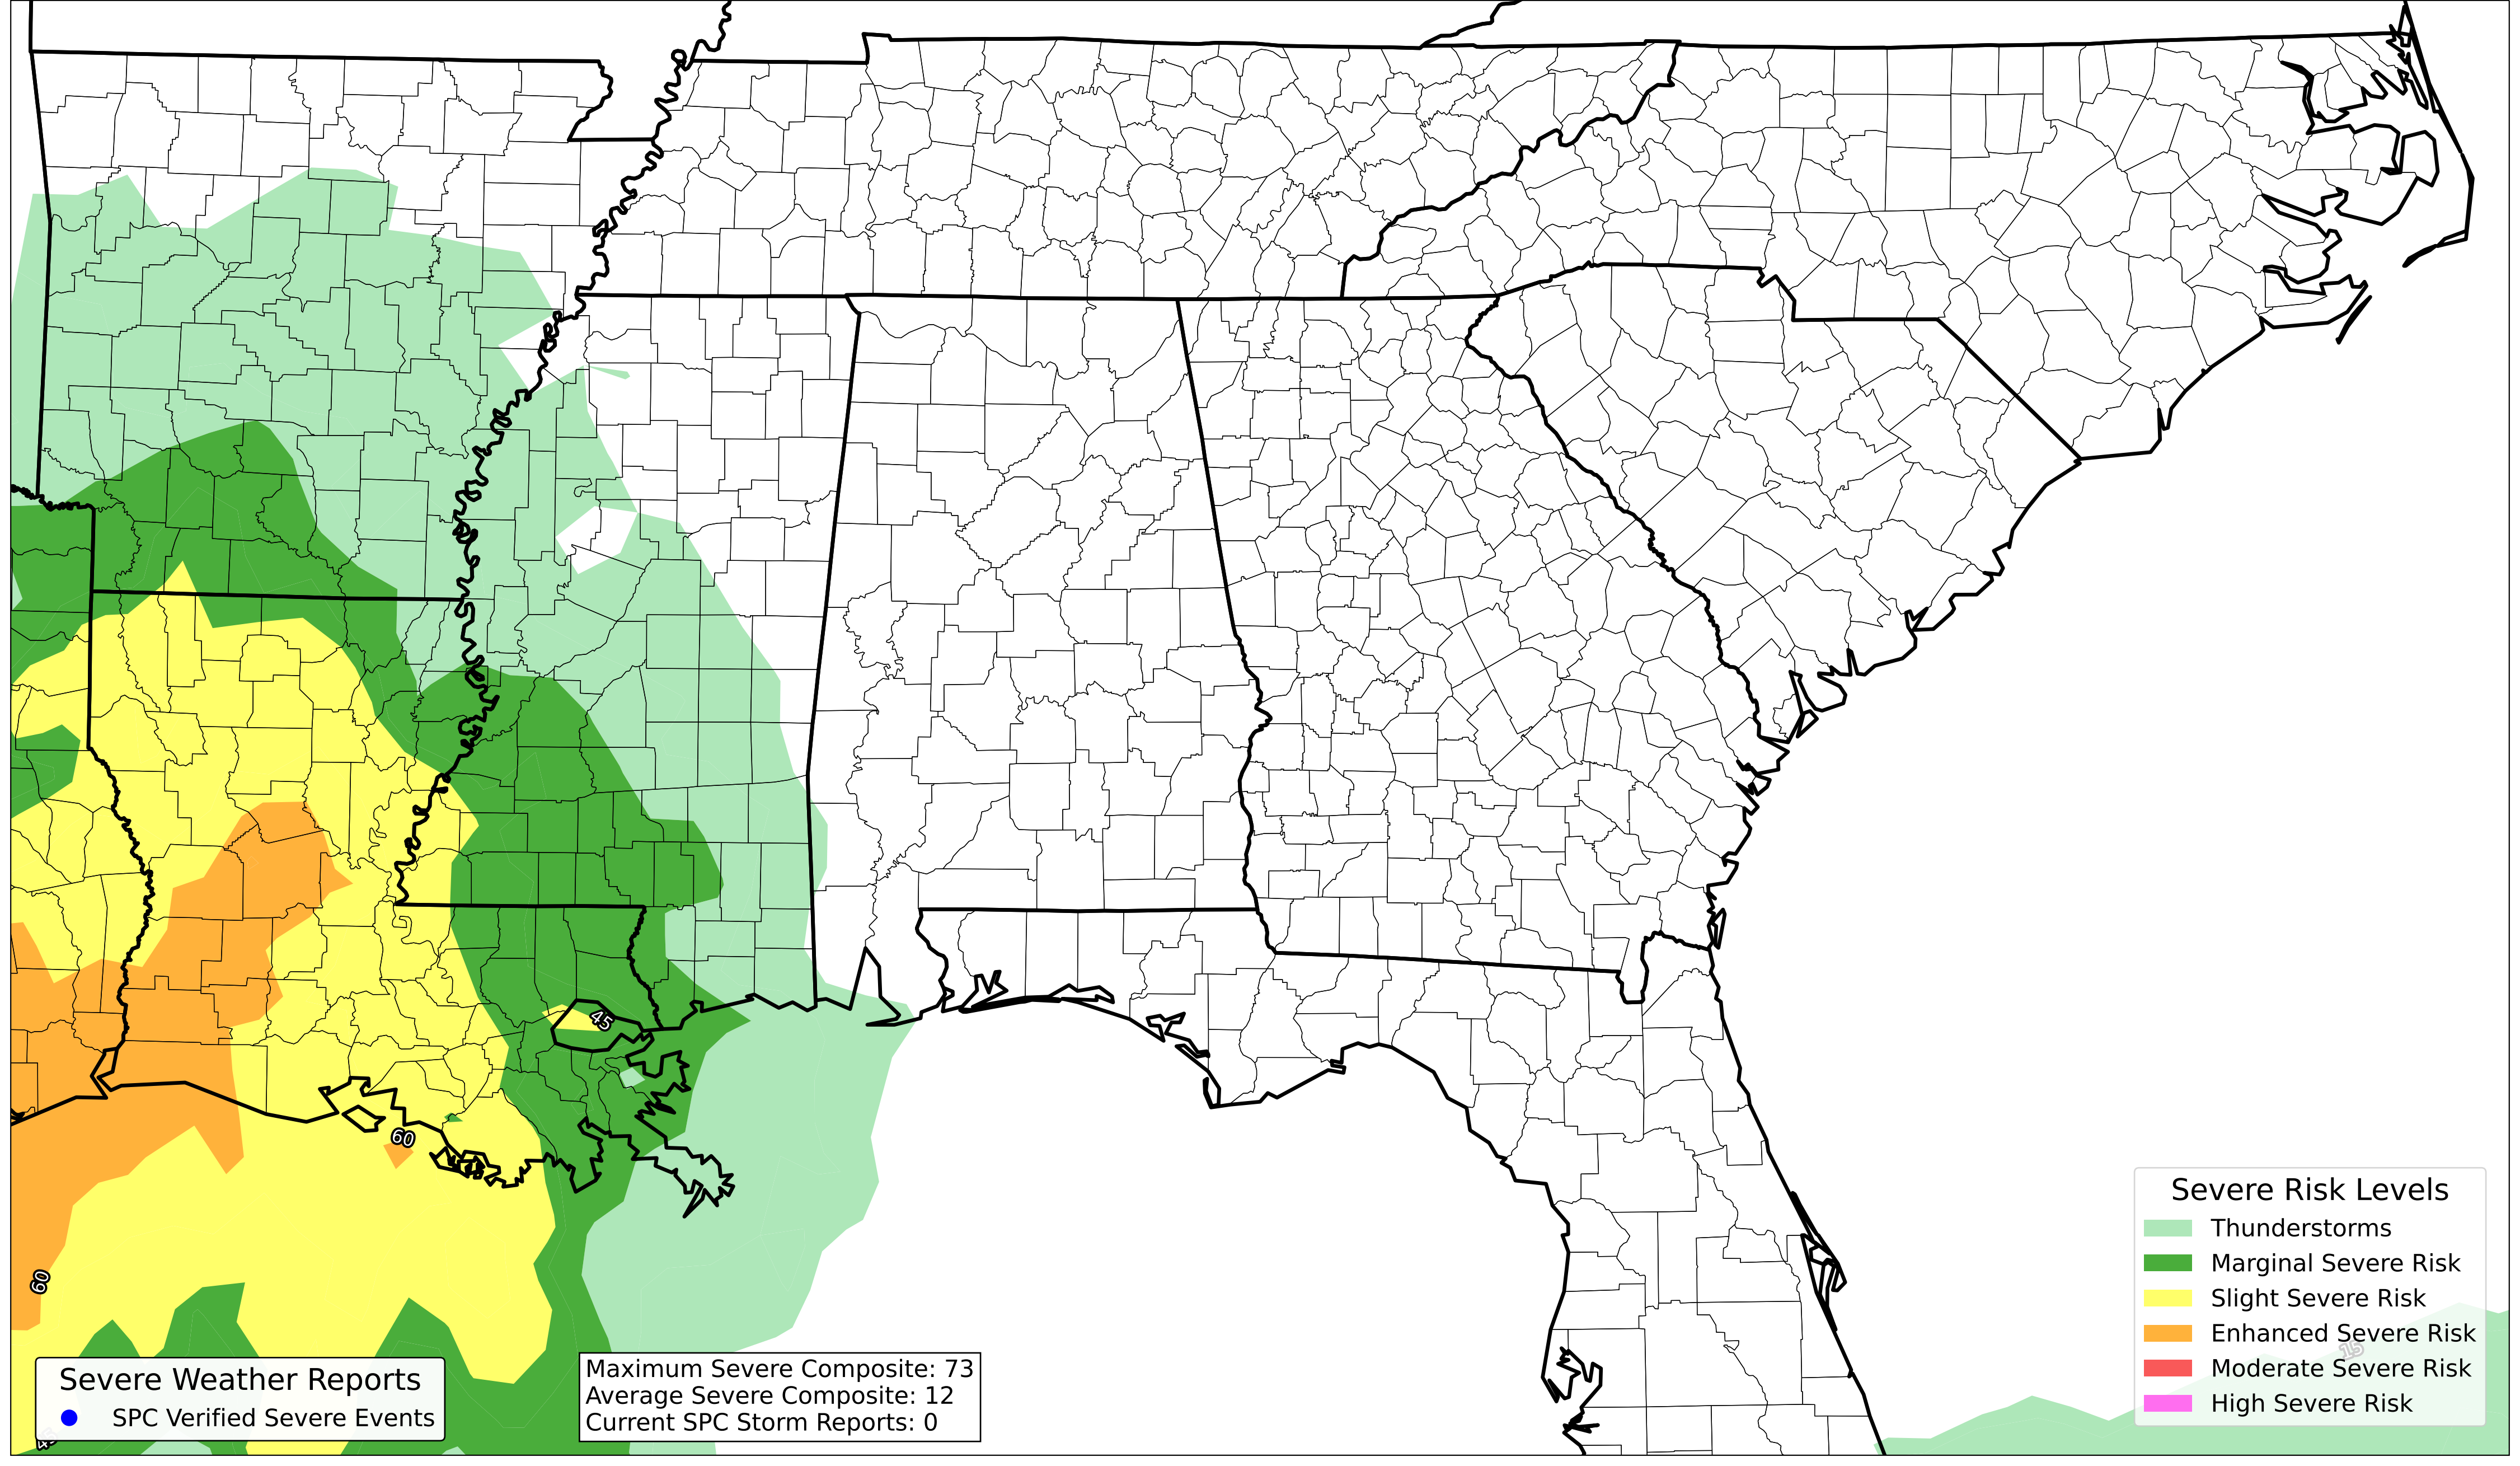 45
60
60
15
45
Severe Risk Levels
Thunderstorms
Marginal Severe Risk
Slight Severe Risk
Enhanced Severe Risk
Moderate Severe Risk
High Severe Risk
Severe Weather Reports
SPC Verified Severe Events
Maximum Severe Composite: 73
Average Severe Composite: 12
Current SPC Storm Reports: 0